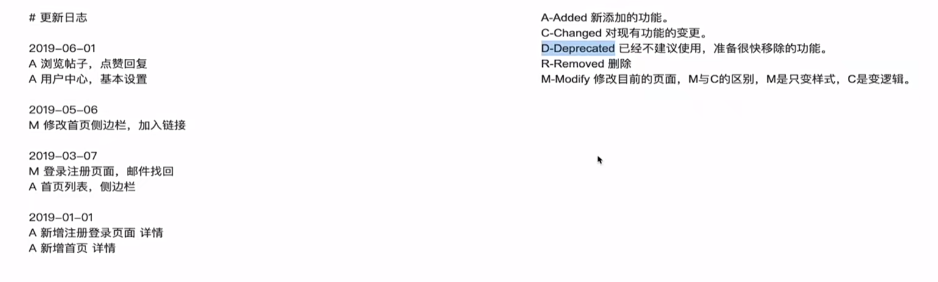 # 更新日志
2019-06-01
A 浏览帖子，点赞回复
A 用户中心，基本设置
2019-05-06
M 修改首页侧边栏，加入链接
2019-03-07
M 登录注册页面，邮件找回
A 首页列表，侧边栏
2019-01-01
A 新增注册登录页面 详情
A 新增首页 详情
A-Added 新添加的功能。
C-Changed 对现有功能的变更。
D-Deprecated 已经不建议使用，准备很快移除的功能。
R-Removed 删除
M-Modify 修改目前的页面，M与C的区别，M是只变样式，C是变逻辑。